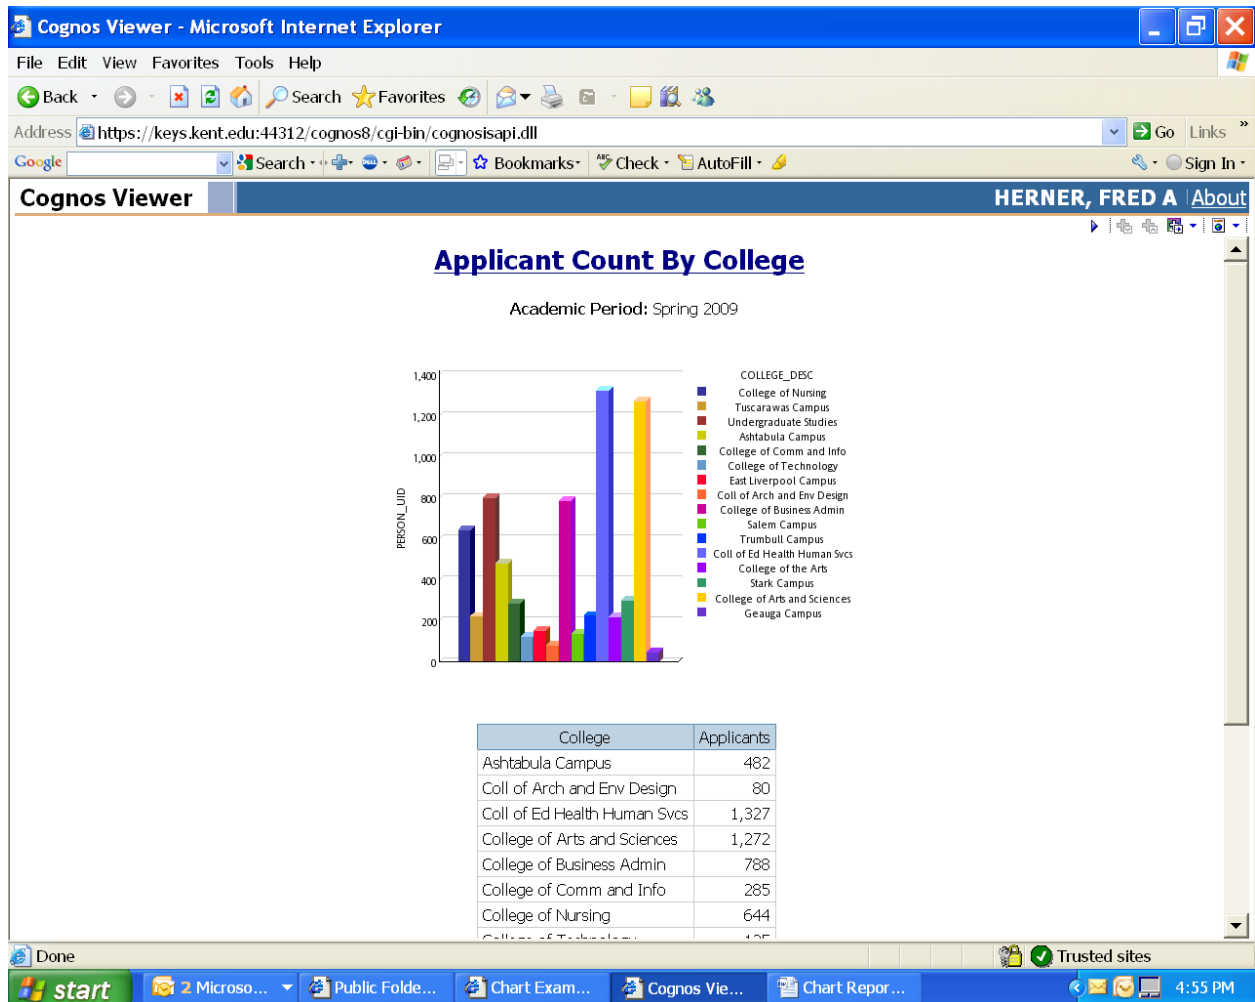 Cognos Viewer - Microsoft Internet Explorer
File Edit View Favorites Tools Help
Back Search Favorites
Address https://keys.kent.edu:44312/cognos8/cgi-bin/cognosisapi.dll Go Links »
Google Search Bookmarks ABC Check AutoFill Sign In
Cognos Viewer HERNER, FRED A About
Applicant Count By College
Academic Period: Spring 2009
PERSON_UID
1,400
1,200
1,000
800
600
400
200
0
COLLEGE_DESC
College of Nursing
Tuscarawas Campus
Undergraduate Studies
Ashtabula Campus
College of Comm and Info
College of Technology
East Liverpool Campus
Coll of Arch and Env Design
College of Business Admin
Salem Campus
Trumbull Campus
Coll of Ed Health Human Svcs
College of the Arts
Stark Campus
College of Arts and Sciences
Geauga Campus
College Applicants
Ashtabula Campus 482
Coll of Arch and Env Design 80
Coll of Ed Health Human Svcs 1,327
College of Arts and Sciences 1,272
College of Business Admin 788
College of Comm and Info 285
College of Nursing 644
Done Trusted sites
start 2 Microso... Public Folde... Chart Exam... Cognos Vie... Chart Repor... 4:55 PM